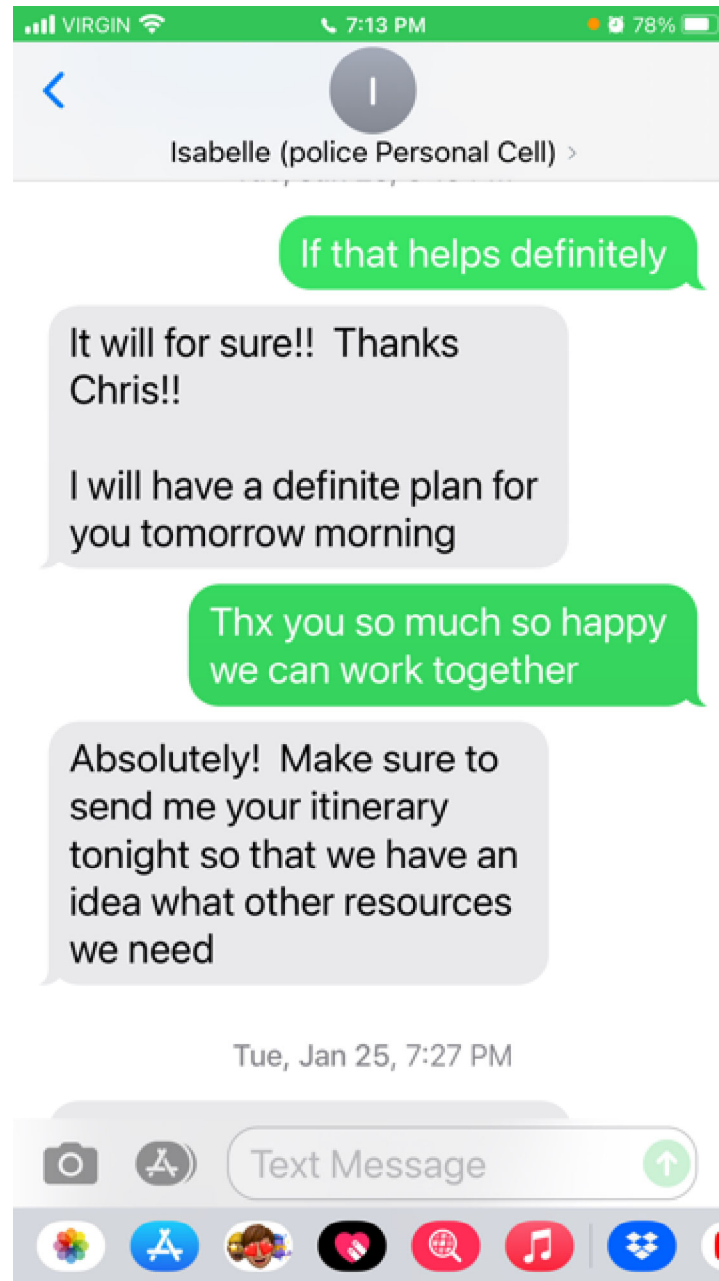 VIRGIN 7:13 PM 78%
I
Isabelle (police Personal Cell)
If that helps definitely
It will for sure!!  Thanks
Chris!!
I will have a definite plan for
you tomorrow morning
Thx you so much so happy
we can work together
Absolutely!  Make sure to
send me your itinerary
tonight so that we have an
idea what other resources
we need
Tue, Jan 25, 7:27 PM
Text Message